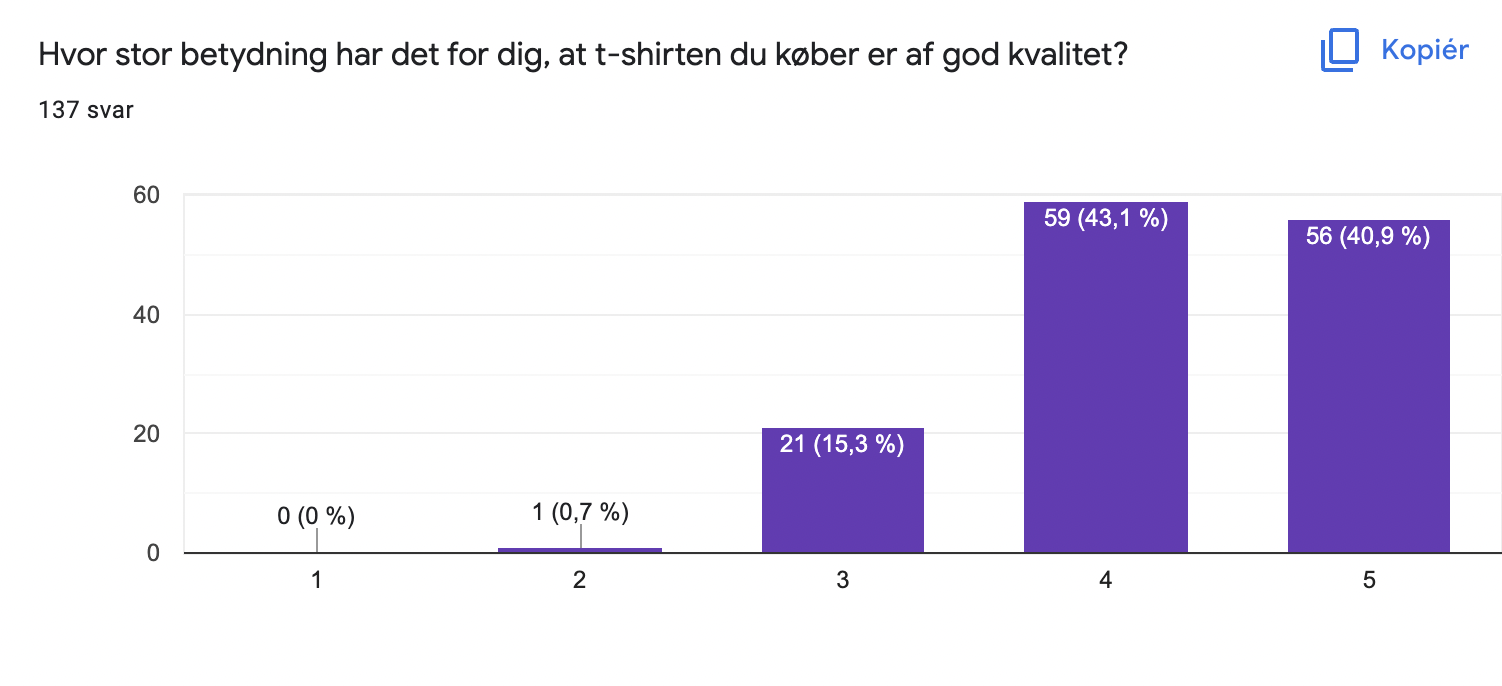 Hvor stor betydning har det for dig, at t-shirten du køber er af god kvalitet?
Kopiér
137 svar
60
40
20
0
0 (0 %)
1 (0,7 %)
21 (15,3 %)
59 (43,1 %)
56 (40,9 %)
1
2
3
4
5